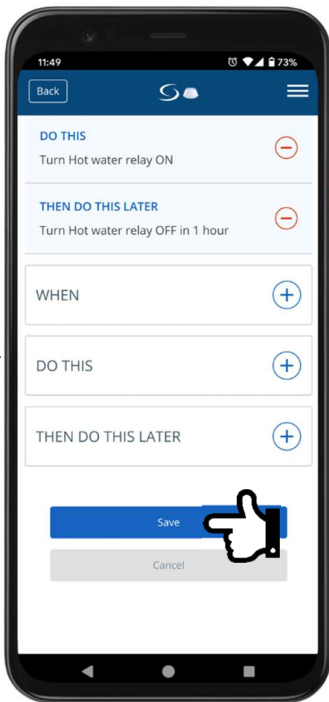 11:49 73%
Back
DO THIS
Turn Hot water relay ON
THEN DO THIS LATER
Turn Hot water relay OFF in 1 hour
WHEN
DO THIS
THEN DO THIS LATER
Save
Cancel